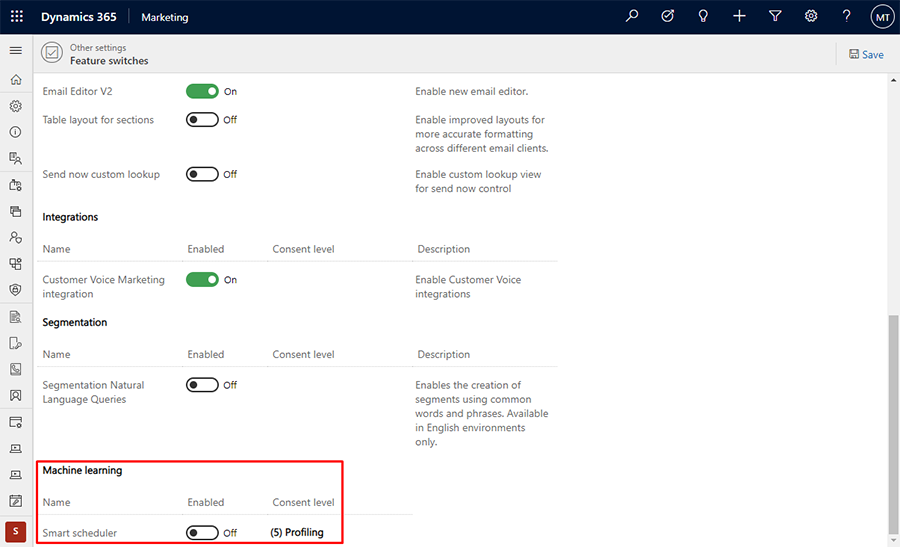 Dynamics 365 Marketing MT
Other settings
Feature switches
Save
Email Editor V2 On Enable new email editor.
Table layout for sections Off Enable improved layouts for
more accurate formatting
across different email clients.
Send now custom lookup Off Enable custom lookup view
for send now control
Integrations
Name Enabled Consent level Description
Customer Voice Marketing On Enable Customer Voice
integration integrations
Segmentation
Name Enabled Consent level Description
Segmentation Natural Off Enables the creation of
Language Queries segments using common
words and phrases. Available
in English environments
only.
Machine learning
Name Enabled Consent level
Smart scheduler Off (5) Profiling
S